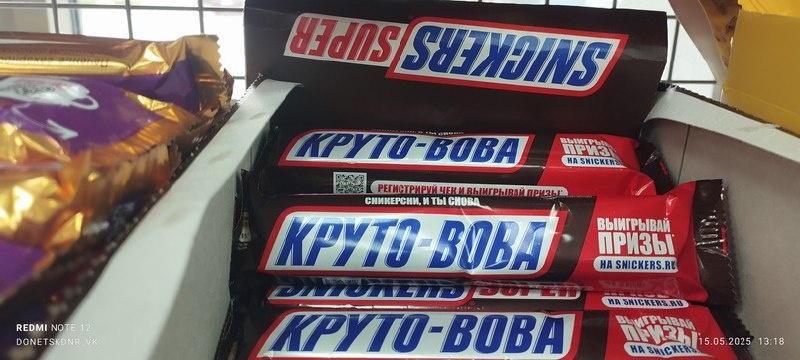 SNICKERS SUPER
КРУТО-ВОВА
ВЫИГРЫВАЙ
ПРИЗЫ
НА SNICKERS
РЕГИСТРИРУЙ ЧЕК И ВЫИГРЫВАЙ ПРИЗЫ*
СНИКЕРСНИ, И ТЫ СНОВА
КРУТО-ВОВА
ВЫИГРЫВАЙ
ПРИЗЫ*
НА SNICKERS.RU
SNICKERS SUPER
НА SNICKERS.RU
КРУТО-ВОВА
ВЫИГРЫВАЙ
ПРИЗЫ
НА SNICKERS
REDMI NOTE 12
DONETSKDNR_VK
15.05.2025 13:18